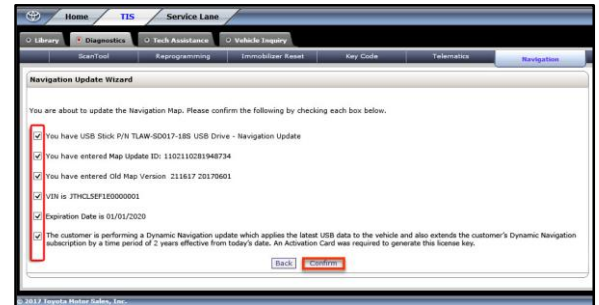 Home TIS Service Lane
Library Diagnostics Tech Assistance Vehicle Inquiry
ScanTool Reprogramming Immobilizer Reset Key Code Telematics Navigation
Navigation Update Wizard
You are about to update the Navigation Map. Please confirm the following by checking each box below.
You have USB Stick P/N TLAW-SD017-18S USB Drive - Navigation Update
You have entered Map Update ID: 1102110281948734
You have entered Old Map Version 211617 20170601
VIN is JTHCL5EF1E0000001
Expiration Date is 01/01/2020
The customer is performing a Dynamic Navigation update which applies the latest USB data to the vehicle and also extends the customer's Dynamic Navigation
subscription by a time period of 2 years effective from today's date. An Activation Card was required to generate this license key.
Back Confirm
© 2017 Toyota Motor Sales, Inc.